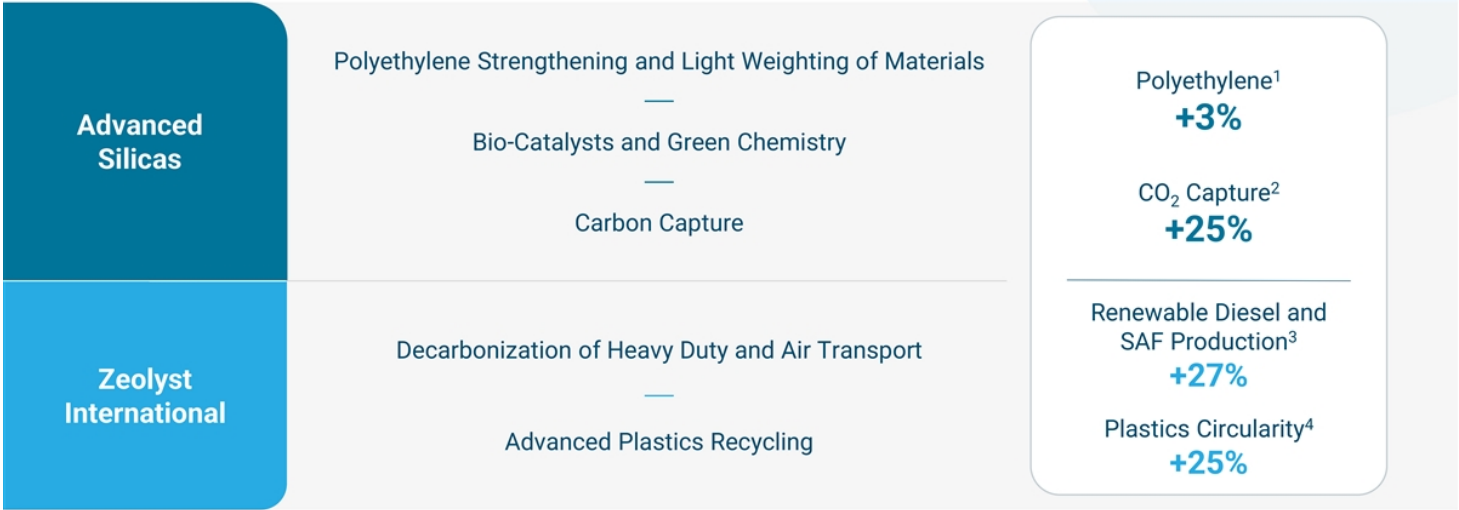 Advanced
Silicas
Polyethylene Strengthening and Light Weighting of Materials
Bio-Catalysts and Green Chemistry
Carbon Capture
Polyethylene¹
+3%
CO₂ Capture²
+25%
Zeolyst
International
Decarbonization of Heavy Duty and Air Transport
Advanced Plastics Recycling
Renewable Diesel and
SAF Production³
+27%
Plastics Circularity⁴
+25%